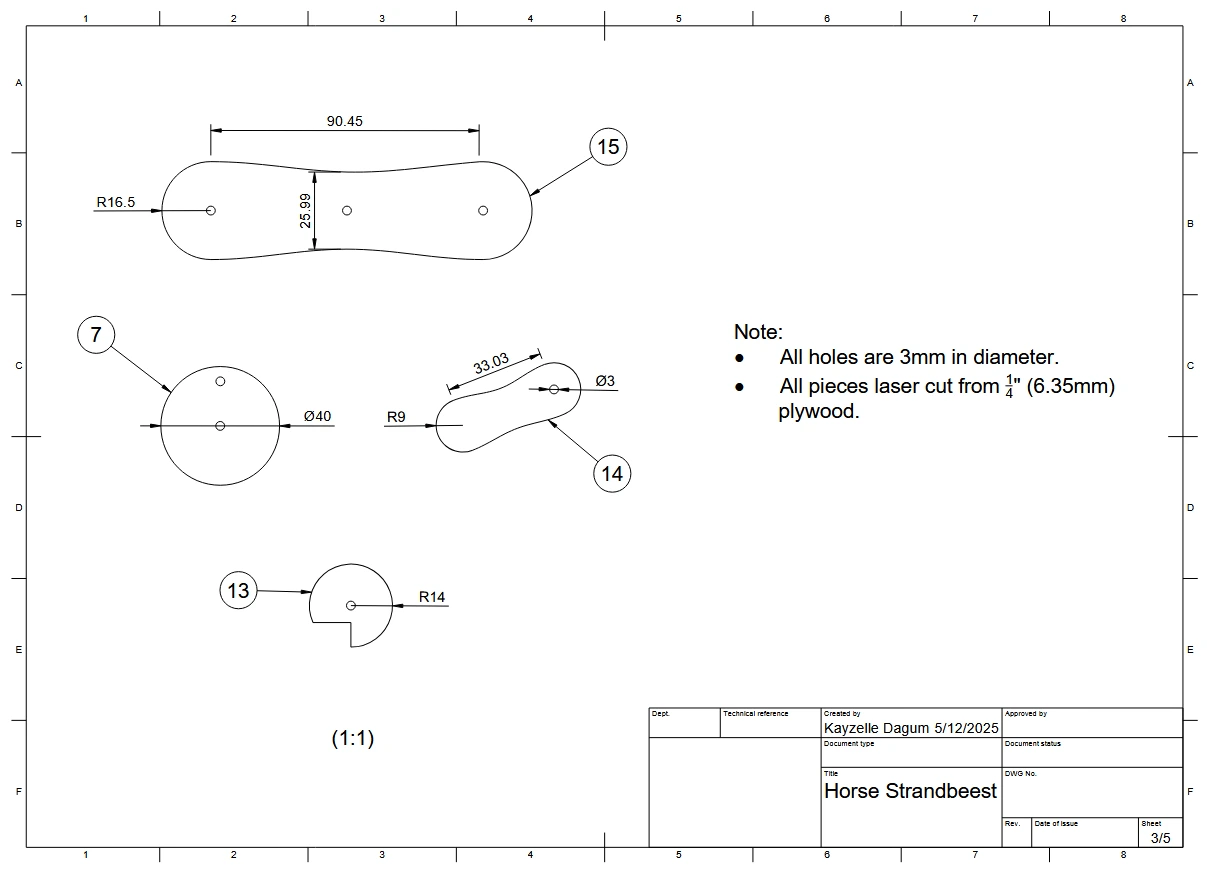 1 2 3 4 5 6 7 8
A A
90.45
15
R16.5
25.99
B B
7
33.03
Ø3
Note:
● All holes are 3mm in diameter.
● All pieces laser cut from 1/4" (6.35mm)
plywood.
C C
Ø40
R9
14
D D
13
R14
E E
(1:1)
Dept. Technical reference Created by Approved by
Kayzelle Dagum 5/12/2025
Document type Document status
Title DWG No.
Horse Strandbeest
F F
Rev. Date of issue Sheet
3/5
1 2 3 4 5 6 7 8